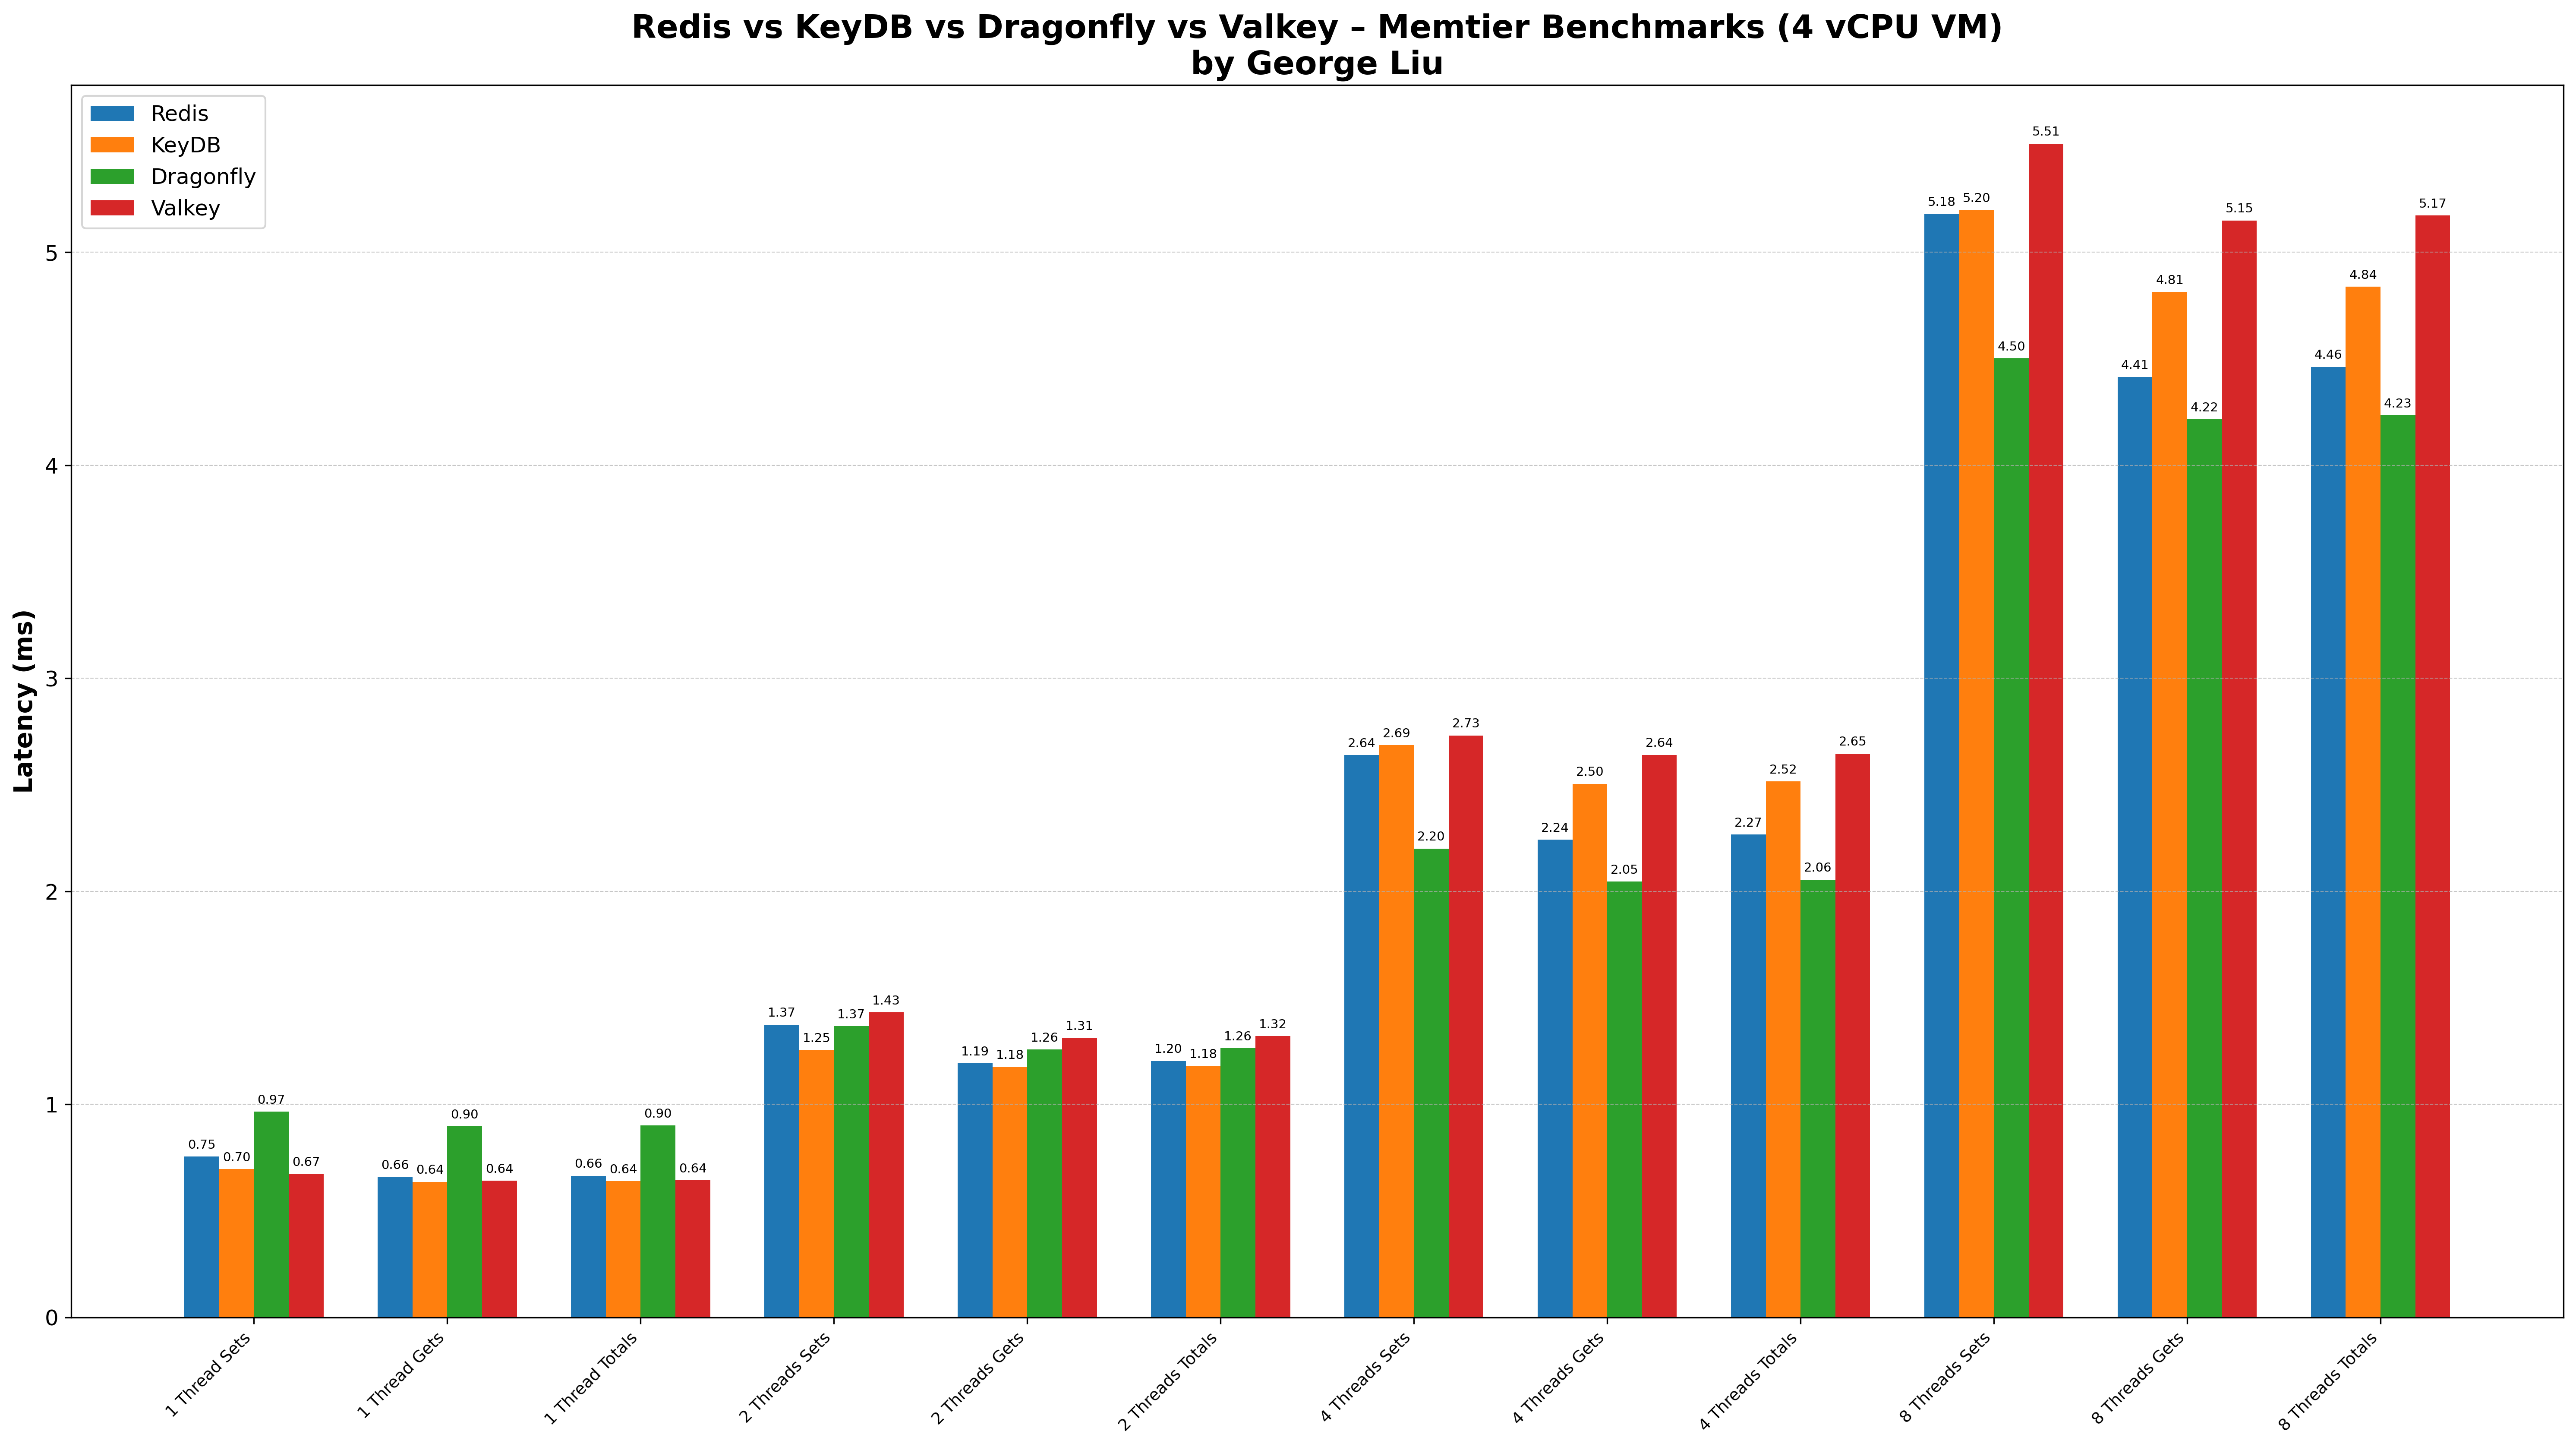 Redis vs KeyDB vs Dragonfly vs Valkey – Memtier Benchmarks (4 vCPU VM)
by George Liu
Redis
KeyDB
Dragonfly
Valkey
Latency (ms)
5
4
3
2
1
0
0.75
0.70
0.97
0.67
0.66
0.64
0.90
0.64
0.66
0.64
0.90
0.64
1.37
1.25
1.37
1.43
1.19
1.18
1.26
1.31
1.20
1.18
1.26
1.32
2.64
2.69
2.20
2.73
2.24
2.50
2.05
2.64
2.27
2.52
2.06
2.65
5.18
5.20
4.50
5.51
4.41
4.81
4.22
5.15
4.46
4.84
4.23
5.17
1 Thread Sets
1 Thread Gets
1 Thread Totals
2 Threads Sets
2 Threads Gets
2 Threads Totals
4 Threads Sets
4 Threads Gets
4 Threads Totals
8 Threads Sets
8 Threads Gets
8 Threads Totals